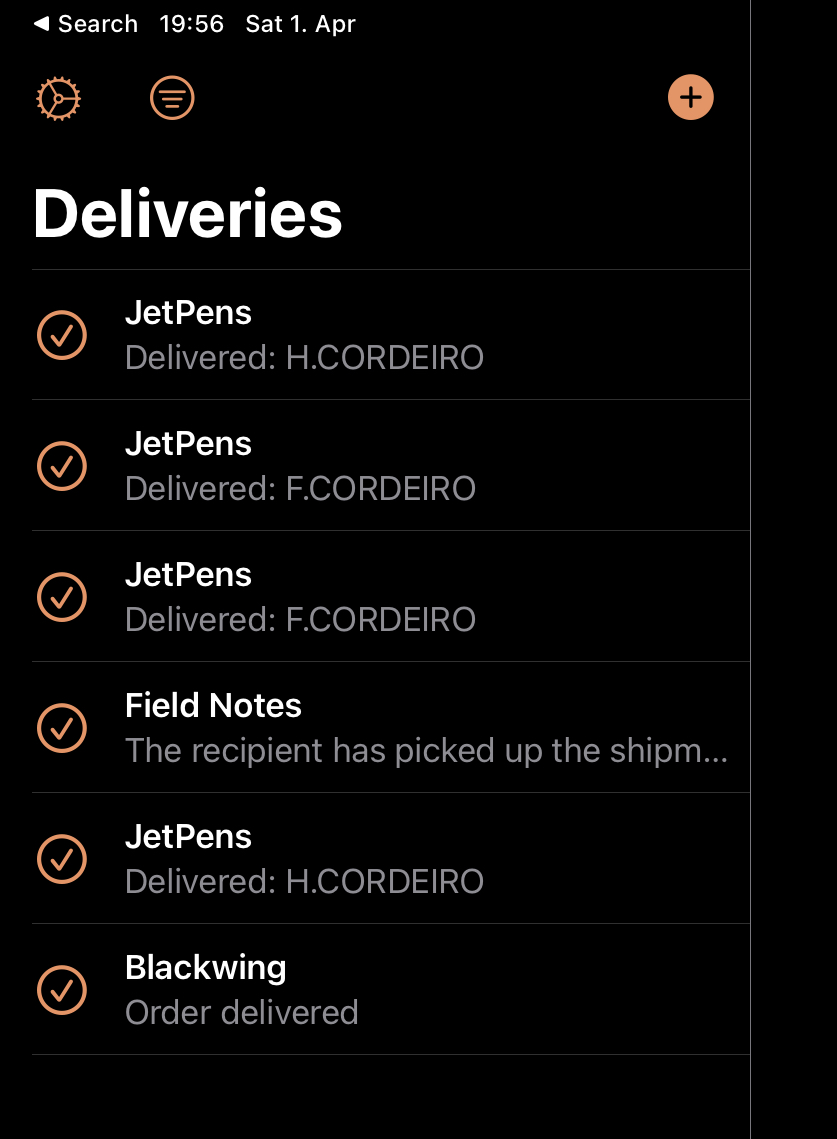 ◀ Search 19:56 Sat 1. Apr
Deliveries
JetPens
Delivered: H.CORDEIRO
JetPens
Delivered: F.CORDEIRO
JetPens
Delivered: F.CORDEIRO
Field Notes
The recipient has picked up the shipm...
JetPens
Delivered: H.CORDEIRO
Blackwing
Order delivered